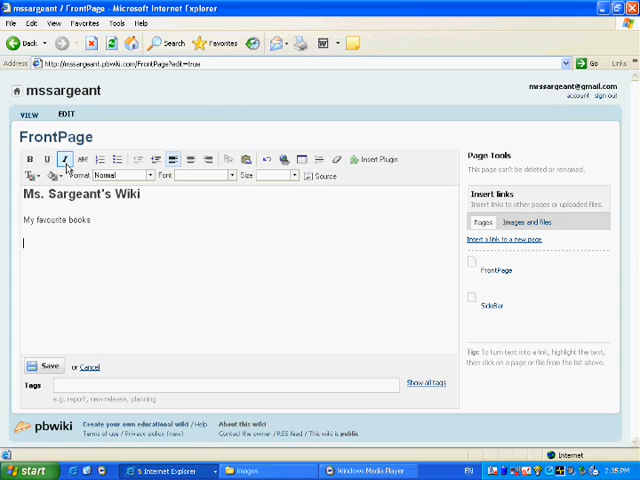 mssargeant / FrontPage - Microsoft Internet Explorer
File Edit View Favorites Tools Help
Back Search Favorites
Address http://mssargeant.pbwiki.com/FrontPage?edit=true Go Links »
mssargeant
mrssargeant@gmail.com
account sign out
VIEW EDIT
FrontPage
B U I ABC Insert Plugin
Format Normal Font Size Source
Ms. Sargeant's Wiki
My favourite books
Page Tools
This page can't be deleted or renamed.
Insert links
Insert links to other pages or uploaded files.
Pages Images and files
Insert a link to a new page
FrontPage
SideBar
Tip: To turn text into a link, highlight the text, then click on a page or file from the list above.
Save or Cancel
Tags
Show all tags
e.g. report, new release, planning
pbwiki
Create your own educational wiki / Help
Terms of use / Privacy policy (new)
About this wiki
Contact the owner / RSS feed / This wiki is public
Internet
start » 5 Internet Explorer Images Windows Media Player EN 2:35 PM